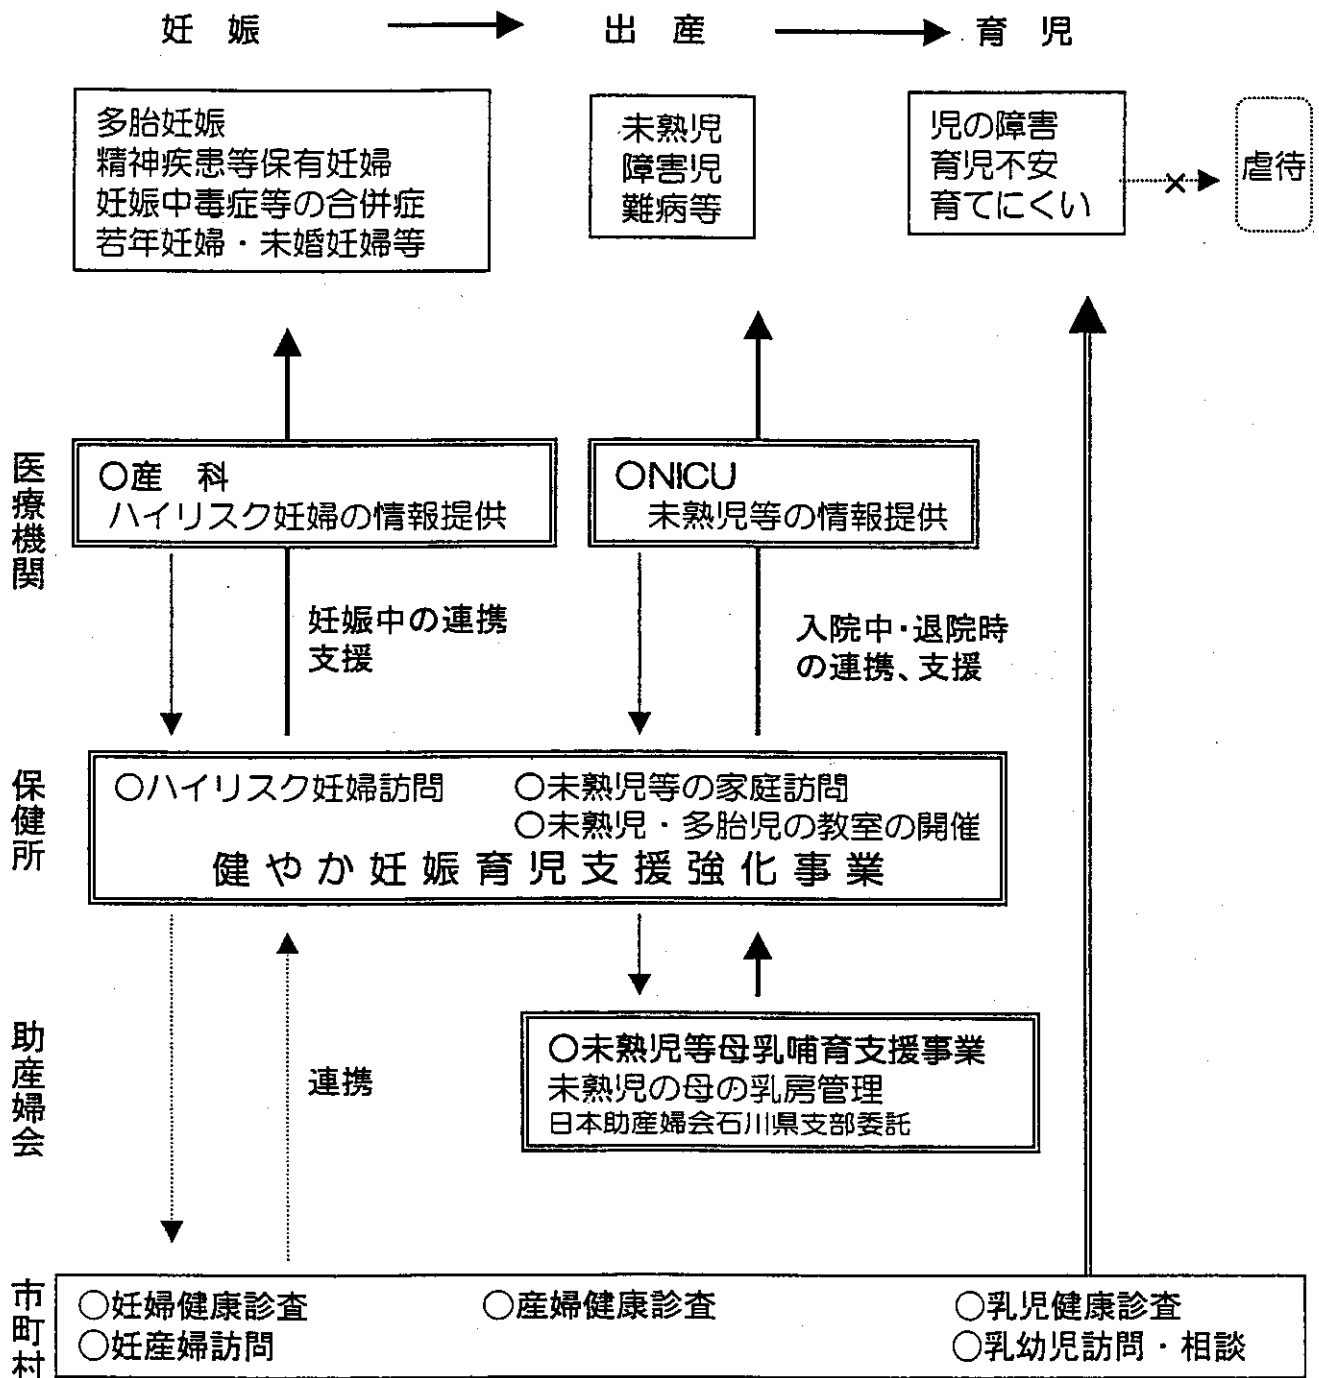 妊娠 出産 育児
多胎妊娠
精神疾患等保有妊婦
妊娠中毒症等の合併症
若年妊婦・未婚妊婦等
未熟児
障害児
難病等
児の障害
育児不安
育てにくい
×
虐待
医療機関
○産 科
ハイリスク妊婦の情報提供
○NICU
未熟児等の情報提供
妊娠中の連携
支援
入院中・退院時
の連携、支援
保健所
○ハイリスク妊婦訪問 ○未熟児等の家庭訪問
○未熟児・多胎児の教室の開催
健やか妊娠育児支援強化事業
助産婦会
連携
○未熟児等母乳哺育支援事業
未熟児の母の乳房管理
日本助産婦会石川県支部委託
市町村
○妊婦健康診査 ○産婦健康診査 ○乳児健康診査
○妊産婦訪問 ○乳幼児訪問・相談